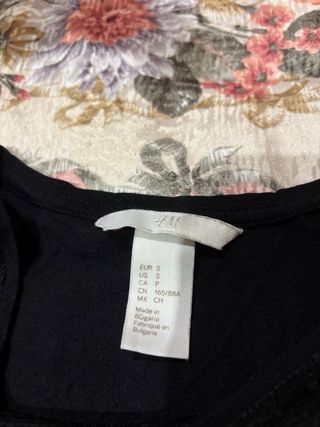 H&M
EUR S
US S
CA P
CN 165/88A
MX CH
Made in
Bulgaria
Fabriqué en
Bulgarie